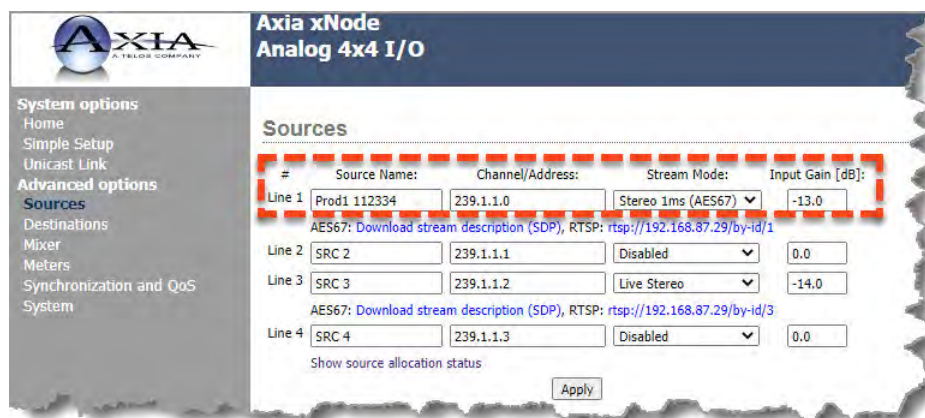 AXIA
A TELOS COMPANY
Axia xNode
Analog 4x4 I/O
System options
Home
Simple Setup
Unicast Link
Advanced options
Sources
Destinations
Mixer
Meters
Synchronization and QoS
System
Sources
# Source Name: Channel/Address: Stream Mode: Input Gain [dB]:
Line 1 Prod1 112334 239.1.1.0 Stereo 1ms (AES67) -13.0
AES67: Download stream description (SDP), RTSP: rtsp://192.168.87.29/by-id/1
Line 2 SRC 2 239.1.1.1 Disabled 0.0
Line 3 SRC 3 239.1.1.2 Live Stereo -14.0
AES67: Download stream description (SDP), RTSP: rtsp://192.168.87.29/by-id/3
Line 4 SRC 4 239.1.1.3 Disabled 0.0
Show source allocation status
Apply